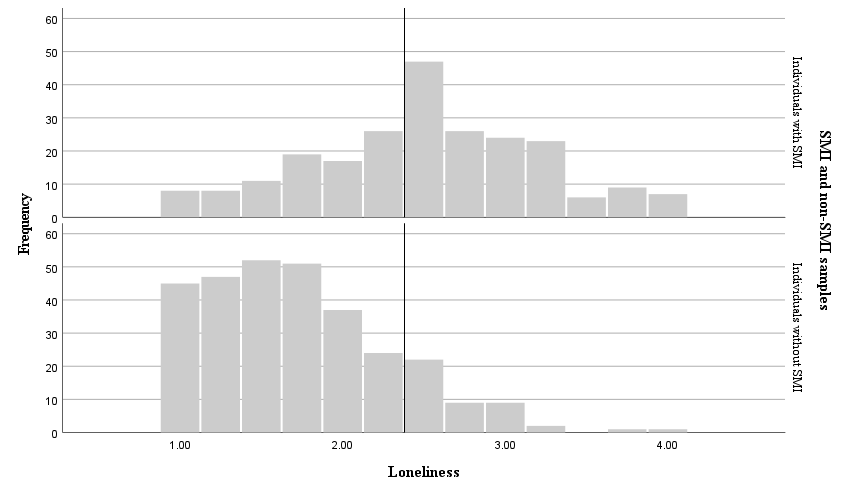 60
50
40
30
20
10
0
Individuals with SMI
60
50
40
30
20
10
0
Individuals without SMI
Frequency
SMI and non-SMI samples
1.00 2.00 3.00 4.00
Loneliness